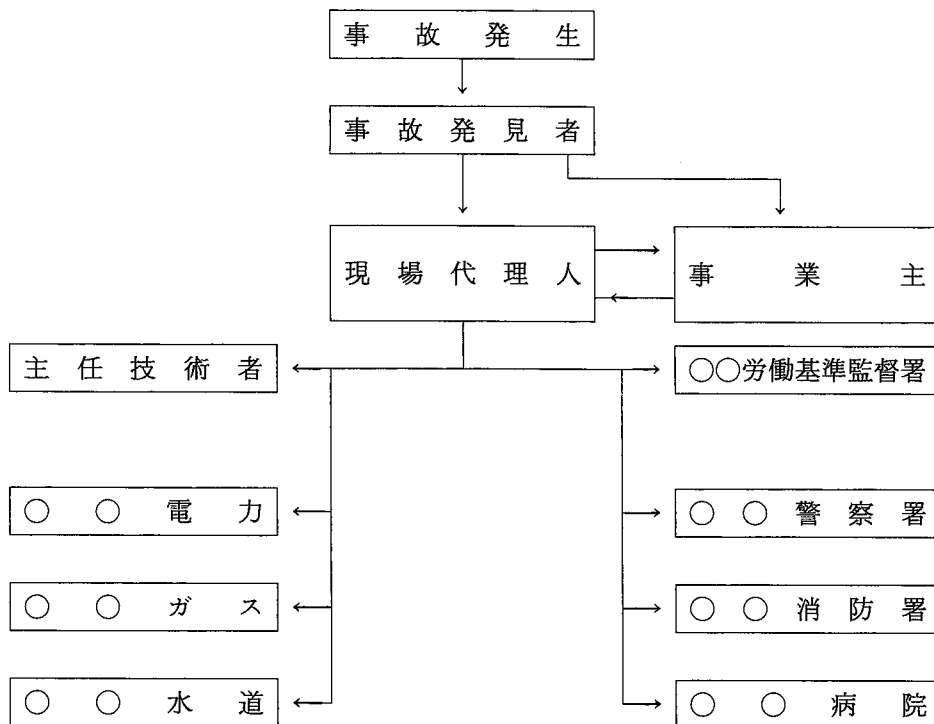 事故発生
事故発見者
現場代理人
事業主
主任技術者
○○労働基準監督署
○○電力
○○警察署
○○ガス
○○消防署
○○水道
○○病院